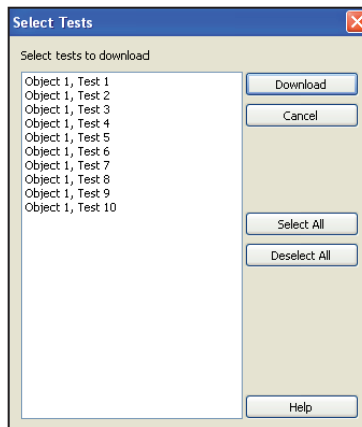 Select Tests
Select tests to download
Object 1, Test 1
Object 1, Test 2
Object 1, Test 3
Object 1, Test 4
Object 1, Test 5
Object 1, Test 6
Object 1, Test 7
Object 1, Test 8
Object 1, Test 9
Object 1, Test 10
Download
Cancel
Select All
Deselect All
Help